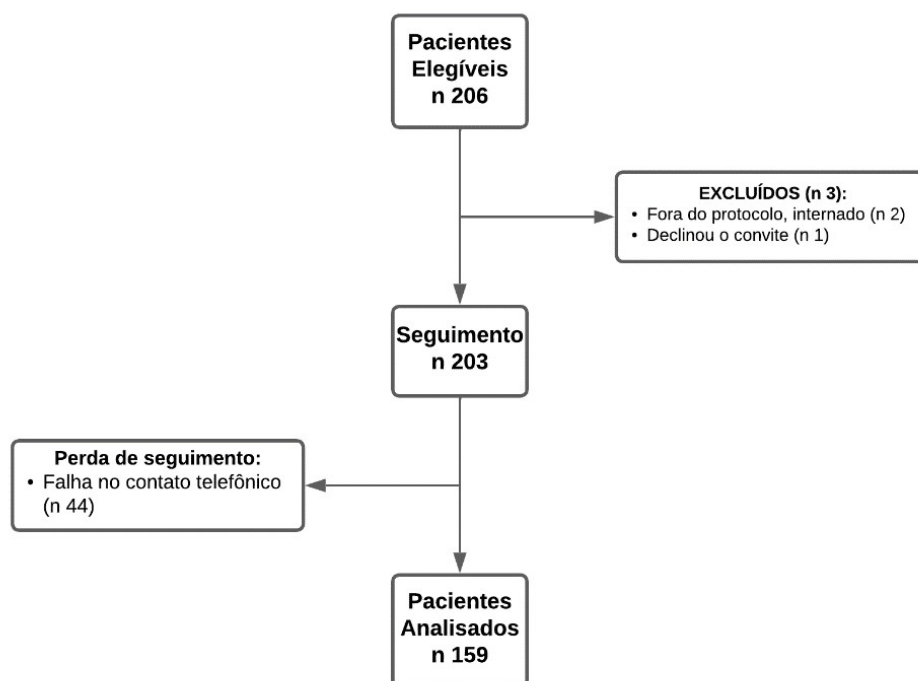 Pacientes
Elegíveis
n 206
EXCLUÍDOS (n 3):
• Fora do protocolo, internado (n 2)
• Declinou o convite (n 1)
Seguimento
n 203
Perda de seguimento:
• Falha no contato telefônico
(n 44)
Pacientes
Analisados
n 159